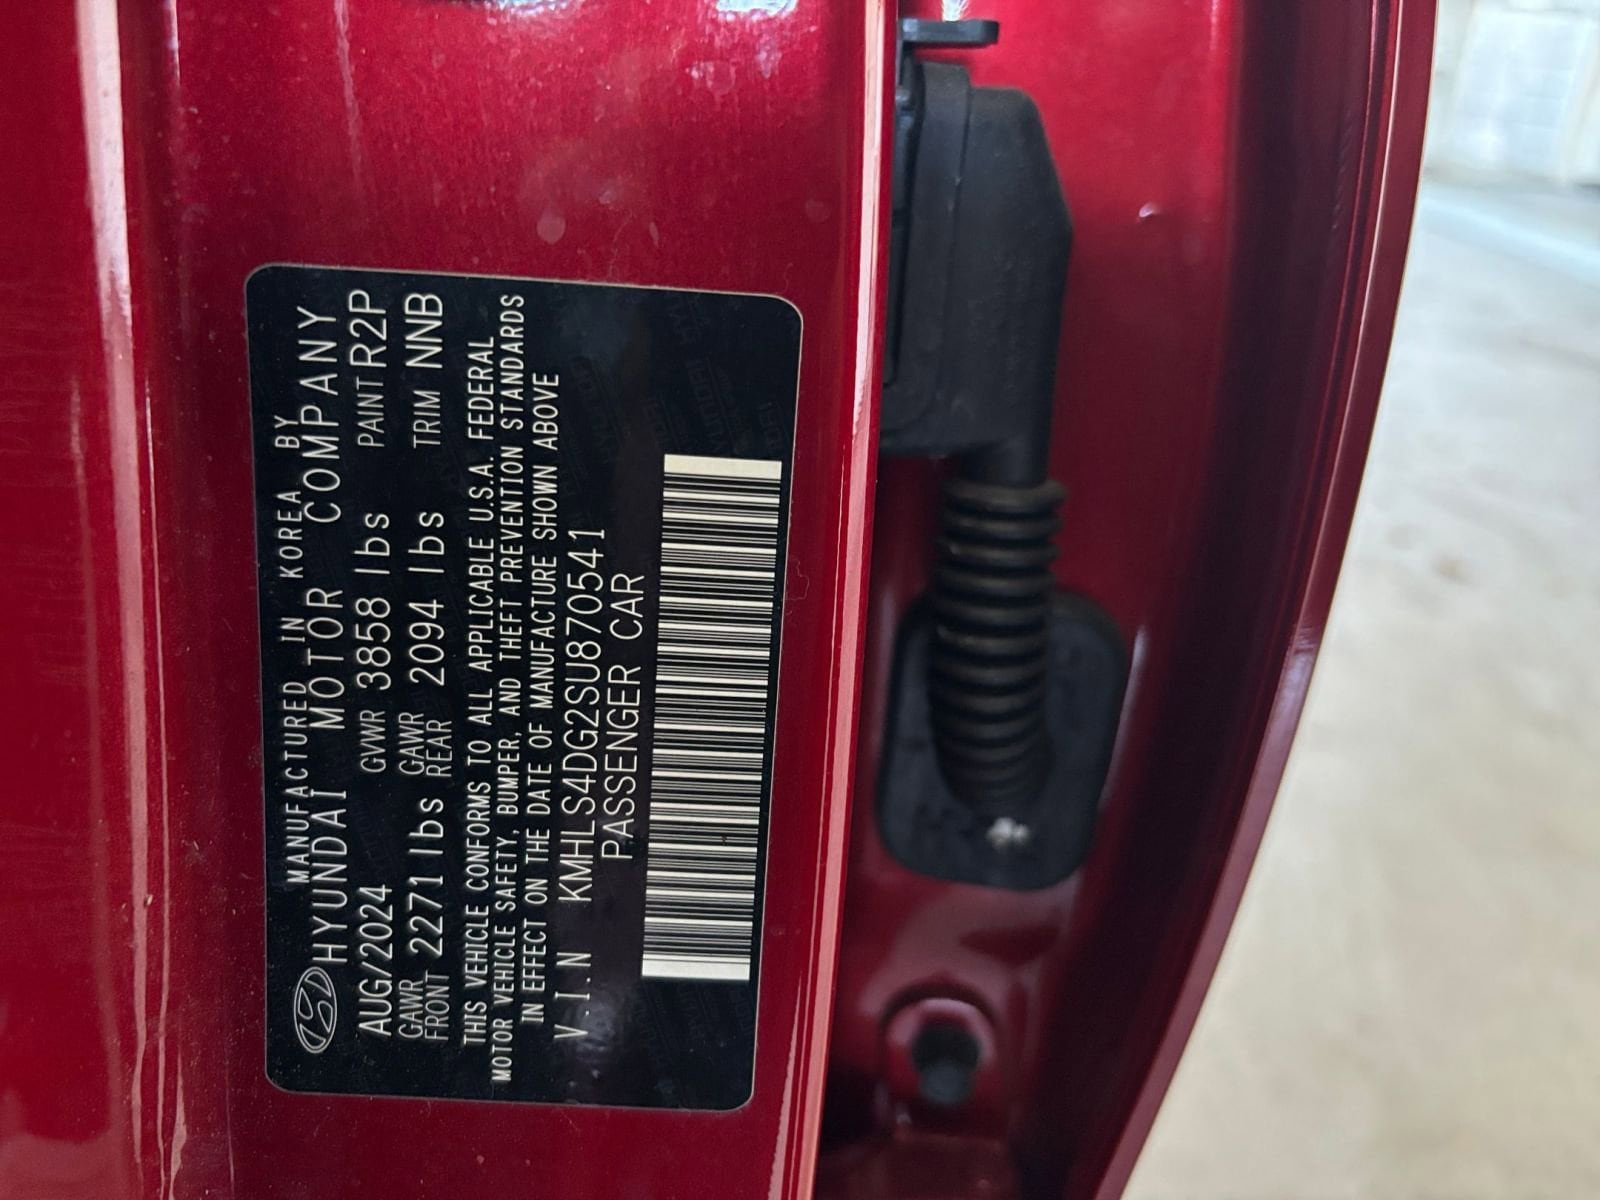 MANUFACTURED IN KOREA BY
HYUNDAI MOTOR COMPANY
AUG/2024 GVWR 3858 lbs PAINT R2P
GAWR FRONT 2271 lbs GAWR REAR 2094 lbs TRIM NNB
THIS VEHICLE CONFORMS TO ALL APPLICABLE U.S.A. FEDERAL
MOTOR VEHICLE SAFETY, BUMPER, AND THEFT PREVENTION STANDARDS
IN EFFECT ON THE DATE OF MANUFACTURE SHOWN ABOVE
V.I.N KMHLS4DG2SU870541
PASSENGER CAR